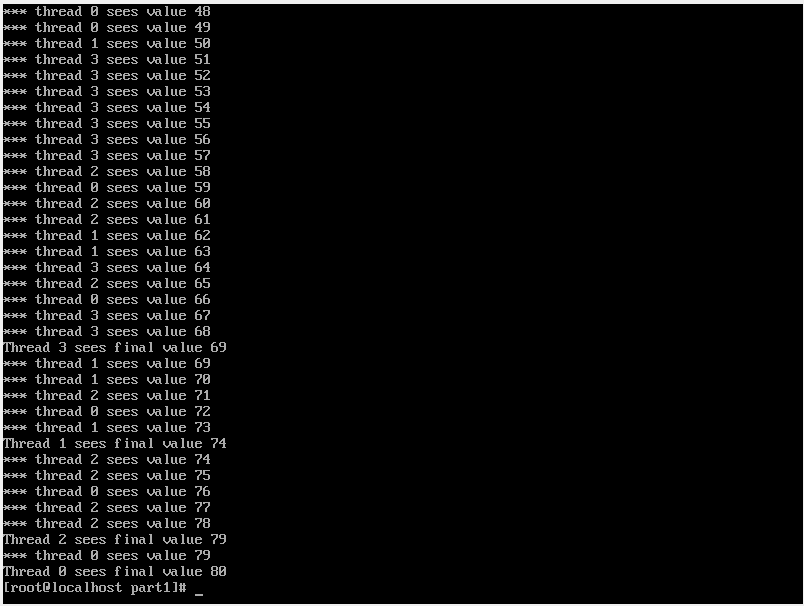 *** thread 0 sees value 48
*** thread 0 sees value 49
*** thread 1 sees value 50
*** thread 3 sees value 51
*** thread 3 sees value 52
*** thread 3 sees value 53
*** thread 3 sees value 54
*** thread 3 sees value 55
*** thread 3 sees value 56
*** thread 3 sees value 57
*** thread 2 sees value 58
*** thread 0 sees value 59
*** thread 2 sees value 60
*** thread 2 sees value 61
*** thread 1 sees value 62
*** thread 1 sees value 63
*** thread 3 sees value 64
*** thread 2 sees value 65
*** thread 0 sees value 66
*** thread 3 sees value 67
*** thread 3 sees value 68
Thread 3 sees final value 69
*** thread 1 sees value 69
*** thread 1 sees value 70
*** thread 2 sees value 71
*** thread 0 sees value 72
*** thread 1 sees value 73
Thread 1 sees final value 74
*** thread 2 sees value 74
*** thread 2 sees value 75
*** thread 0 sees value 76
*** thread 2 sees value 77
*** thread 2 sees value 78
Thread 2 sees final value 79
*** thread 0 sees value 79
Thread 0 sees final value 80
[root@localhost part1]# _